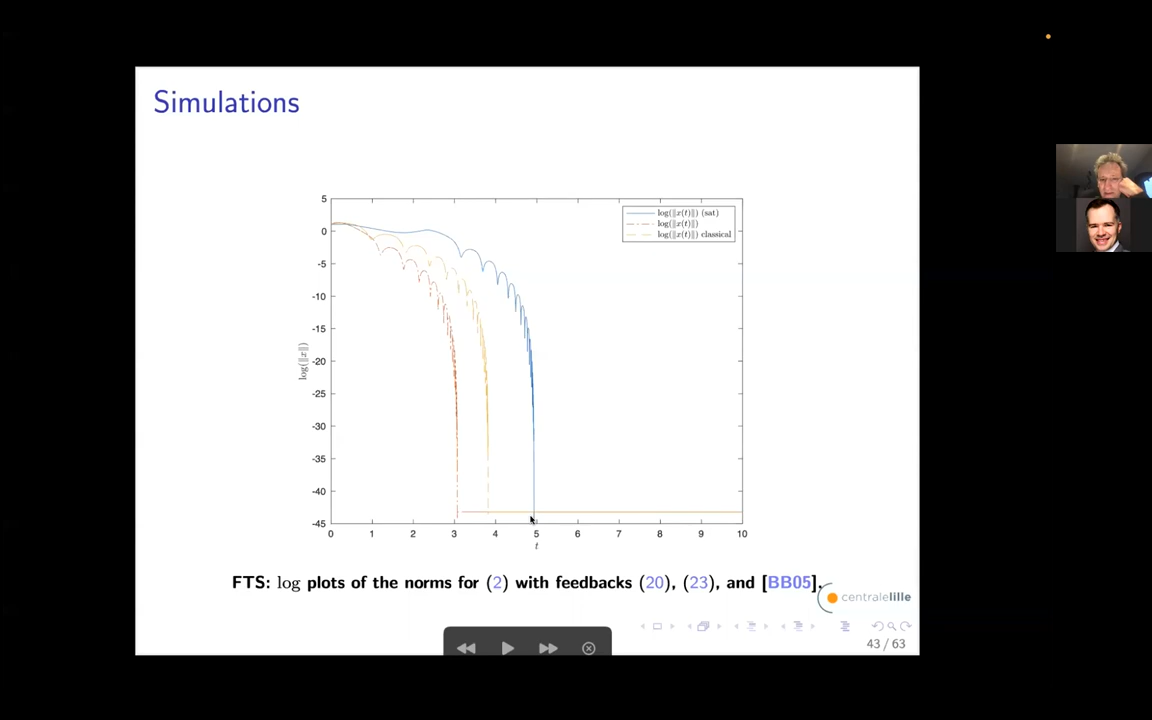 Simulations
5
0
-5
-10
-15
-20
-25
-30
-35
-40
-45
log(‖x‖)
log(‖x(t)‖) (sat)
log(‖x(t)‖)
log(‖x(t)‖) classical
0 1 2 3 4 5 6 7 8 9 10
t
FTS: log plots of the norms for (2) with feedbacks (20), (23), and [BB05].
centralelille
43 / 63